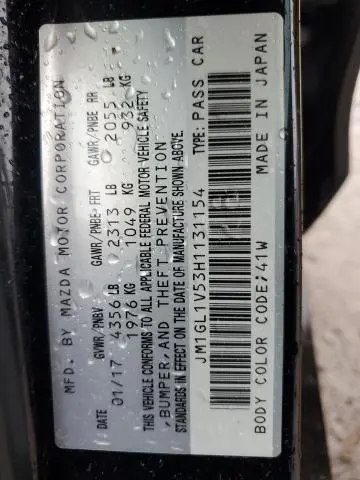 MFD. BY MAZDA MOTOR CORPORATION
DATE GVWR/PNBV GAWR/PNBE FRT GAWR/PNBE RR
01/17 4356 LB 2313 LB 2055 LB
1976 KG 1049 KG 932 KG
THIS VEHICLE CONFORMS TO ALL APPLICABLE FEDERAL MOTOR VEHICLE SAFETY
,BUMPER,AND THEFT PREVENTION
STANDARDS IN EFFECT ON THE DATE OF MANUFACTURE SHOWN ABOVE.
JM1GL1V53H1131154 TYPE: PASS CAR
BODY COLOR CODE;41W MADE IN JAPAN